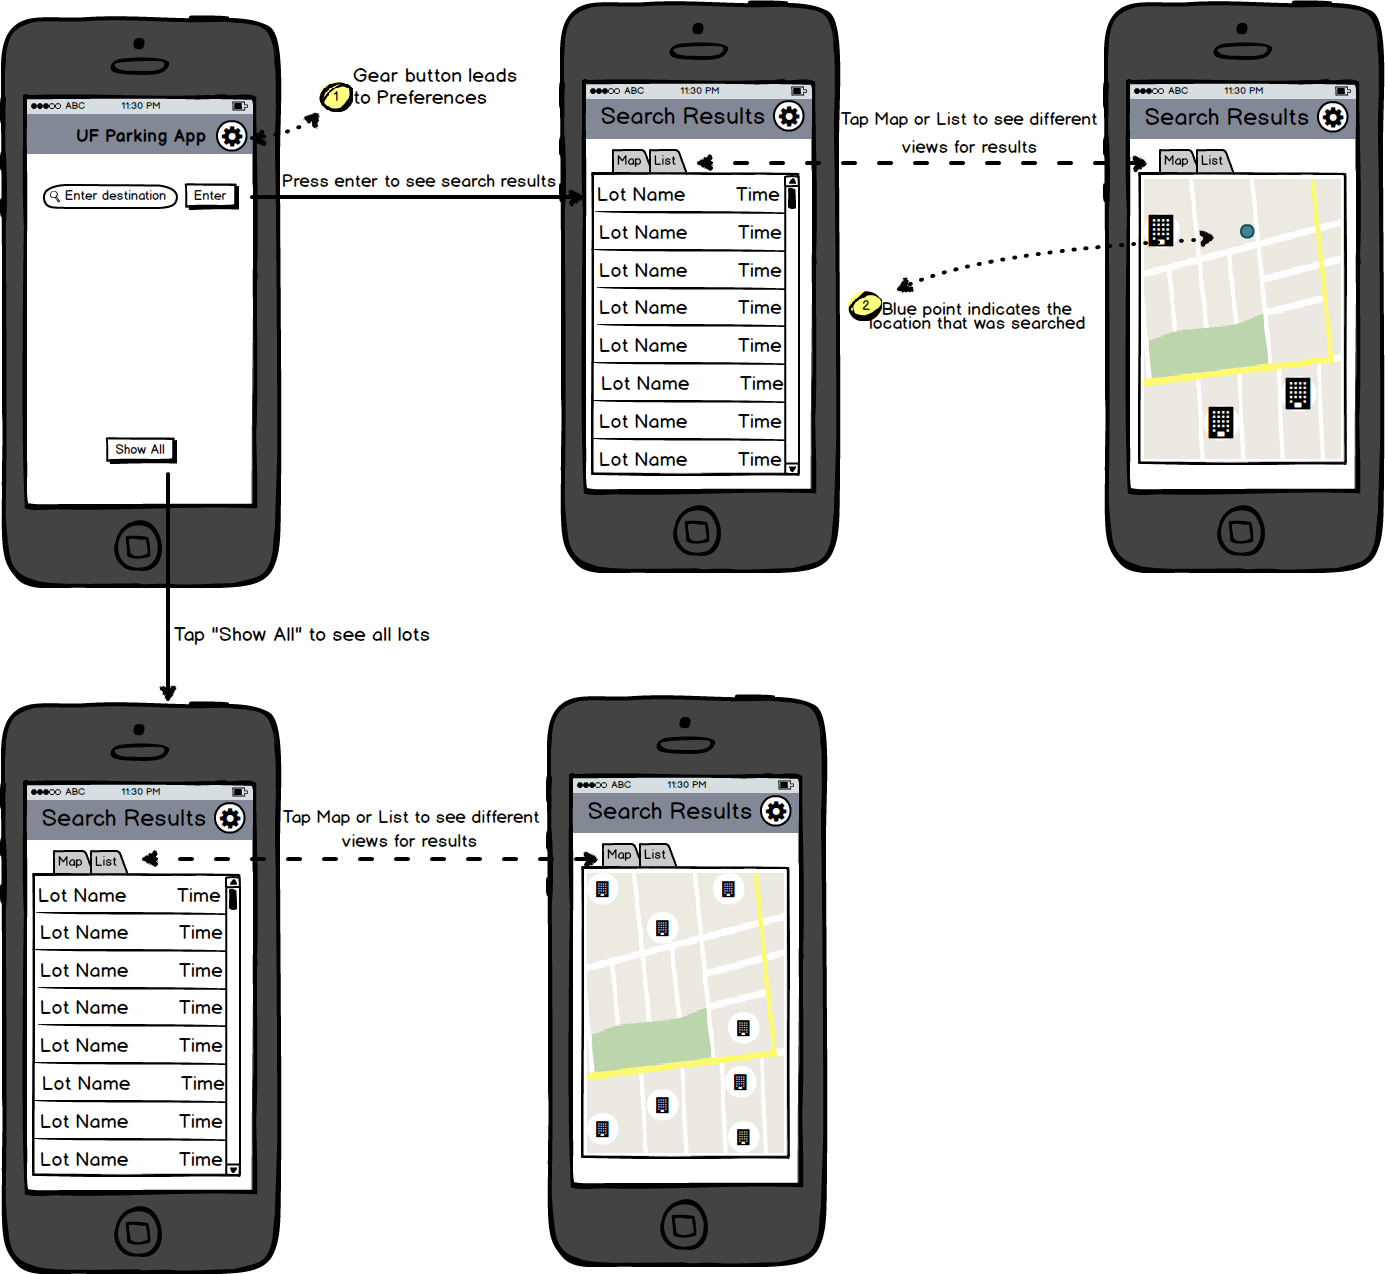 ABC 11:30 PM
UF Parking App
Enter destination
Enter
Show All
1
Gear button leads
to Preferences
Press enter to see search results
ABC 11:30 PM
Search Results
Map List
Lot Name Time
Lot Name Time
Lot Name Time
Lot Name Time
Lot Name Time
Lot Name Time
Lot Name Time
Lot Name Time
Tap Map or List to see different
views for results
2
Blue point indicates the
location that was searched
ABC 11:30 PM
Search Results
Map List
Tap "Show All" to see all lots
ABC 11:30 PM
Search Results
Map List
Lot Name Time
Lot Name Time
Lot Name Time
Lot Name Time
Lot Name Time
Lot Name Time
Lot Name Time
Lot Name Time
Tap Map or List to see different
views for results
ABC 11:30 PM
Search Results
Map List